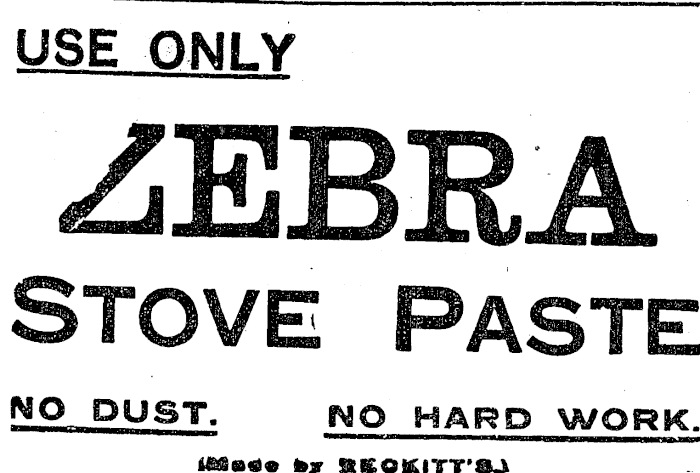 USE ONLY
ZEBRA
STOVE PASTE
NO DUST. NO HARD WORK.
(Made by RECKITT'S.)